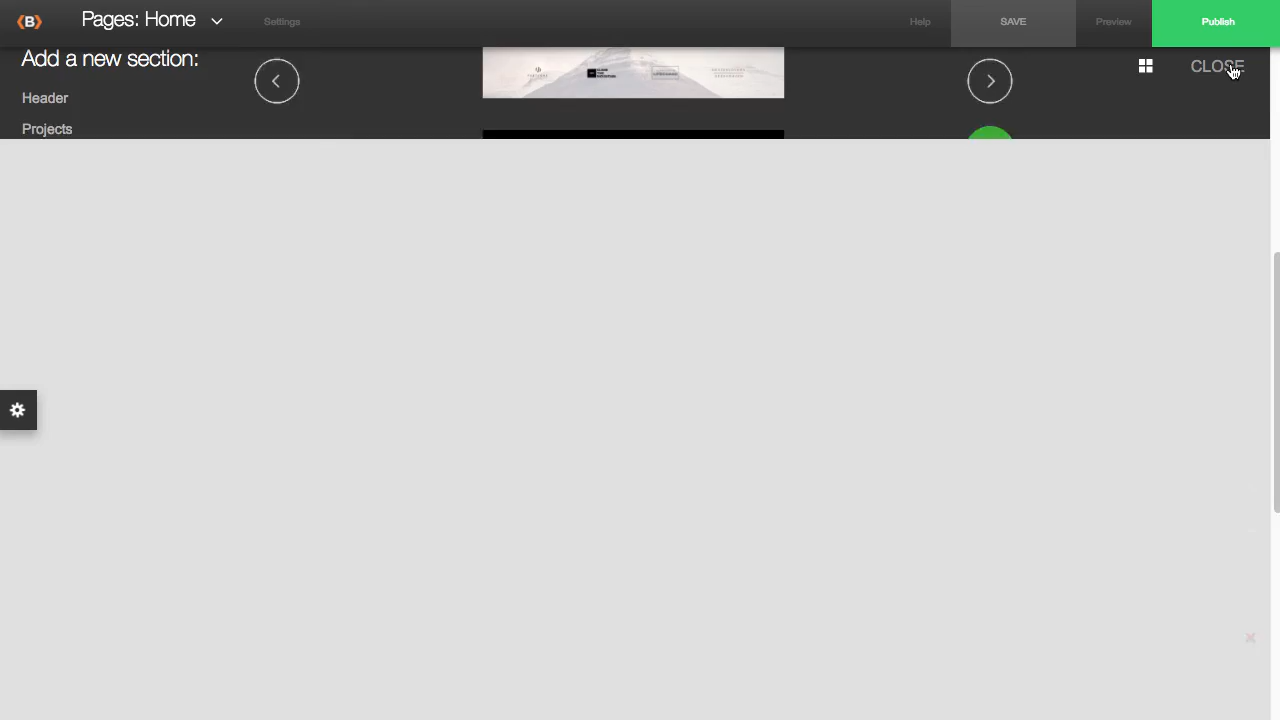 B
Pages: Home
Settings
Help
SAVE
Preview
Publish
Add a new section:
CLOSE
Header
Projects